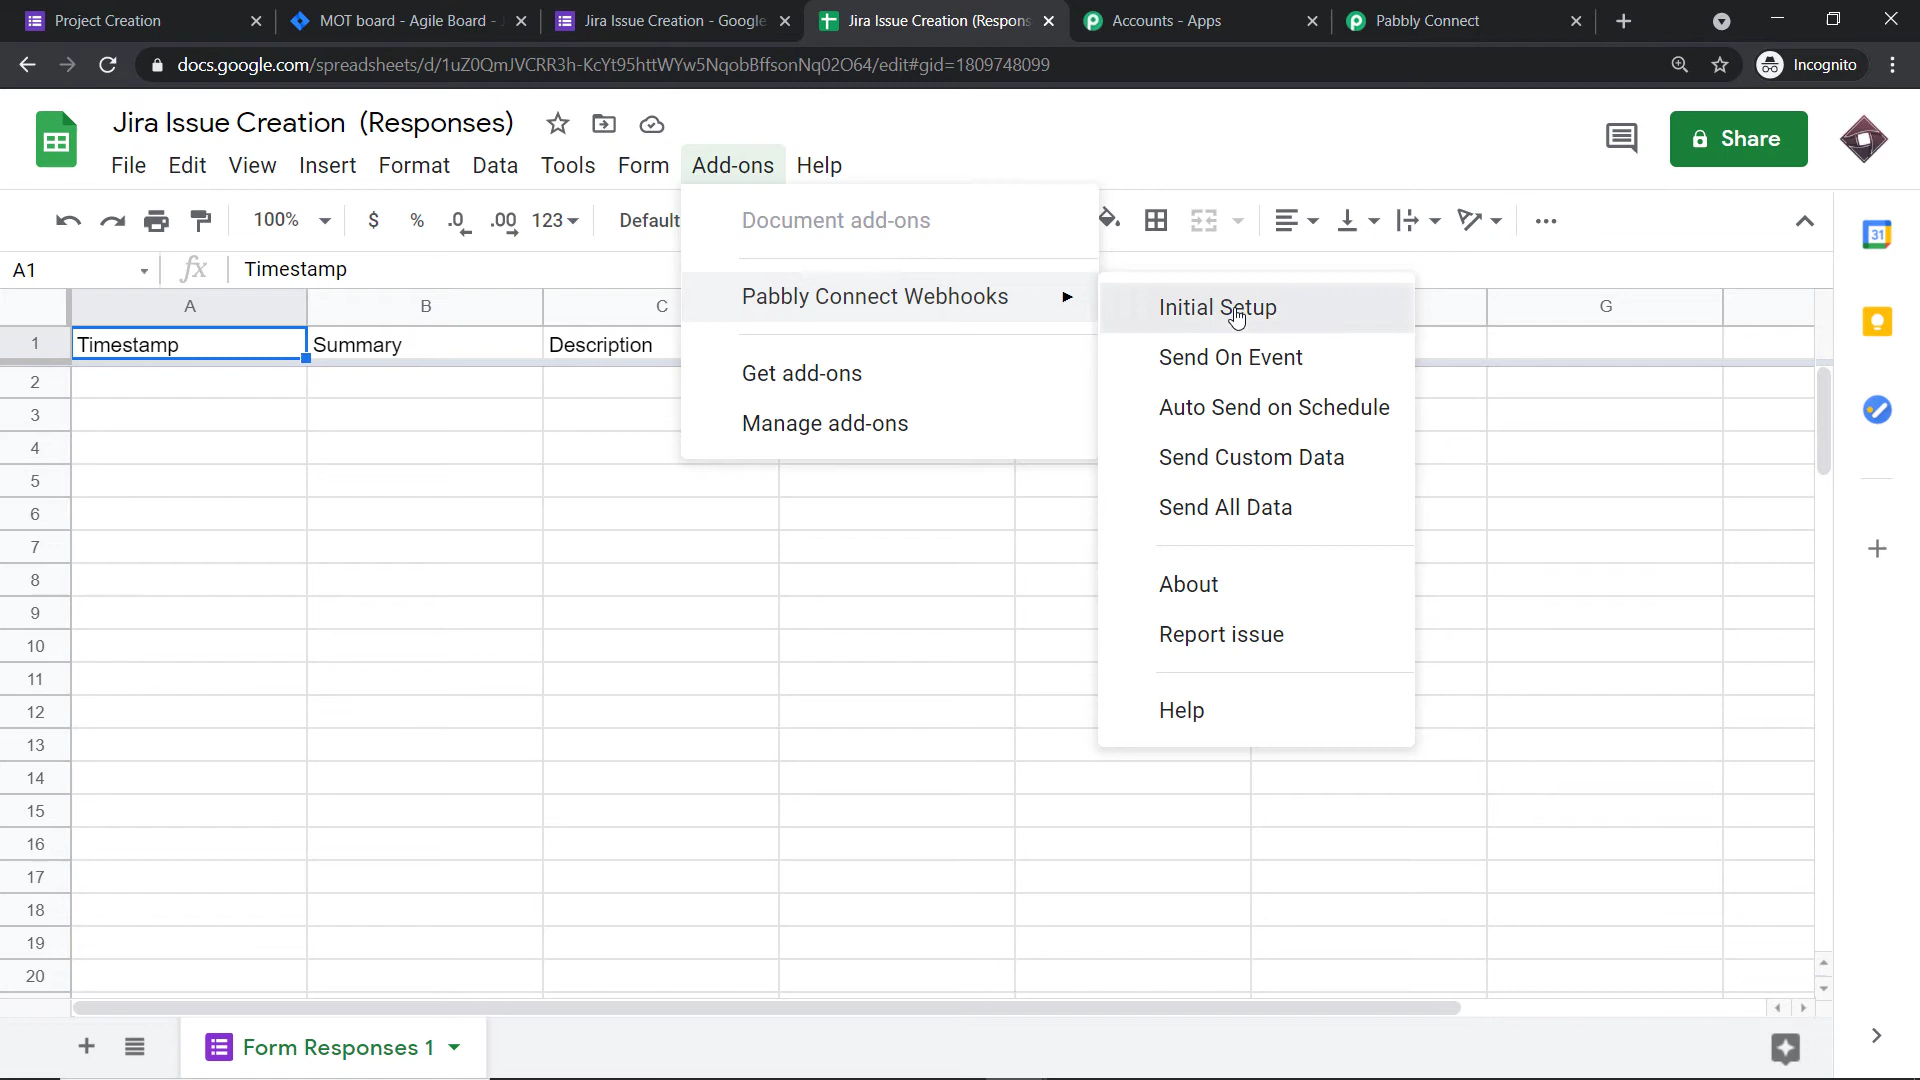 Project Creation
MOT board - Agile Board -
Jira Issue Creation - Google
Jira Issue Creation (Respons
Accounts - Apps
Pabbly Connect
docs.google.com/spreadsheets/d/1uZ0QmJVCRR3h-KcYt95httWYw5NqobBffsonNq02O64/edit#gid=1809748099
Incognito
Jira Issue Creation (Responses)
Share
File Edit View Insert Format Data Tools Form Add-ons Help
100% $ % .0 .00 123 Default
31
A1 fx Timestamp
A B C G
1 Timestamp Summary Description
2
3
4
5
6
7
8
9
10
11
12
13
14
15
16
17
18
19
20
Document add-ons
Pabbly Connect Webhooks
Get add-ons
Manage add-ons
Initial Setup
Send On Event
Auto Send on Schedule
Send Custom Data
Send All Data
About
Report issue
Help
Form Responses 1